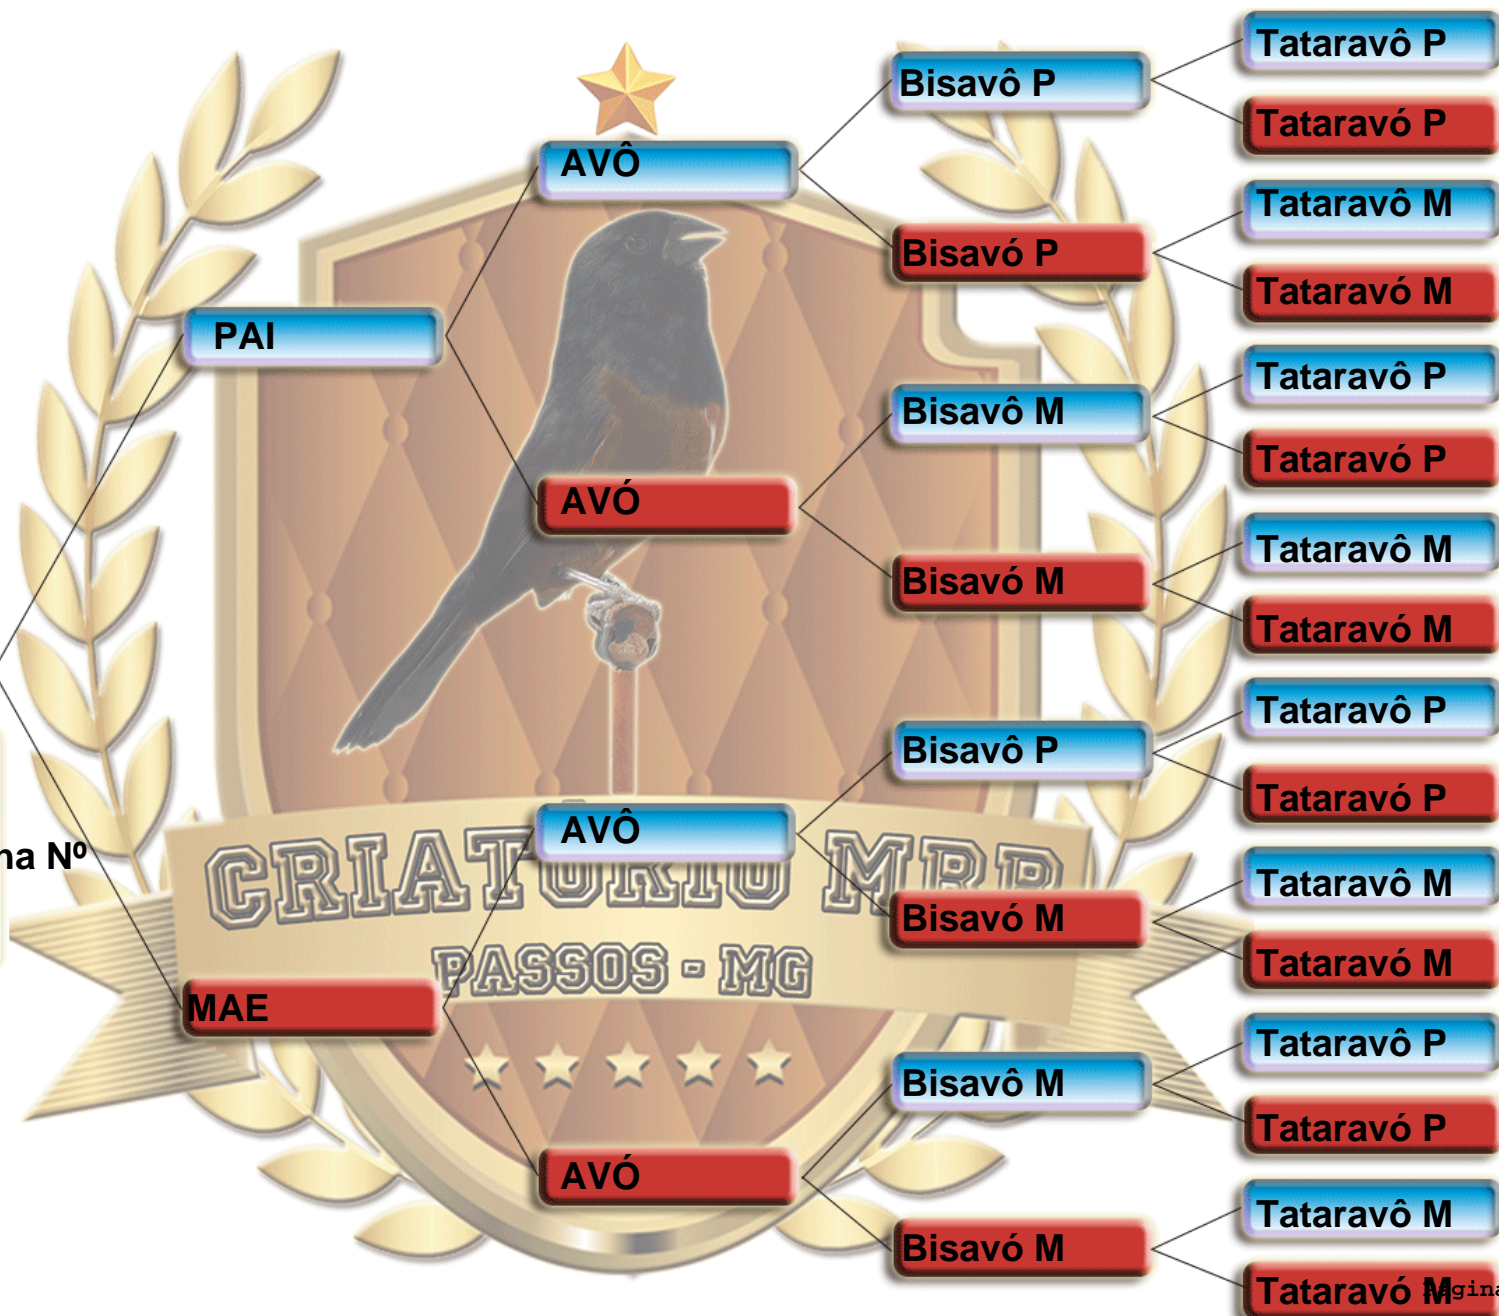 Tataravô P
Bisavô P
Tataravó P
AVÔ
Tataravô M
Bisavó P
Tataravó M
PAI
Tataravô P
Bisavô M
Tataravó P
AVÓ
Tataravô M
Bisavó M
Tataravó M
Tataravô P
Bisavô P
Tataravó P
AVÔ
na Nº
CRIATÓRIO MRP
Tataravô M
Bisavó M
PASSOS - MG
Tataravó M
MAE
Tataravô P
Bisavô M
Tataravó P
AVÓ
Tataravô M
Bisavó M
Tataravó M